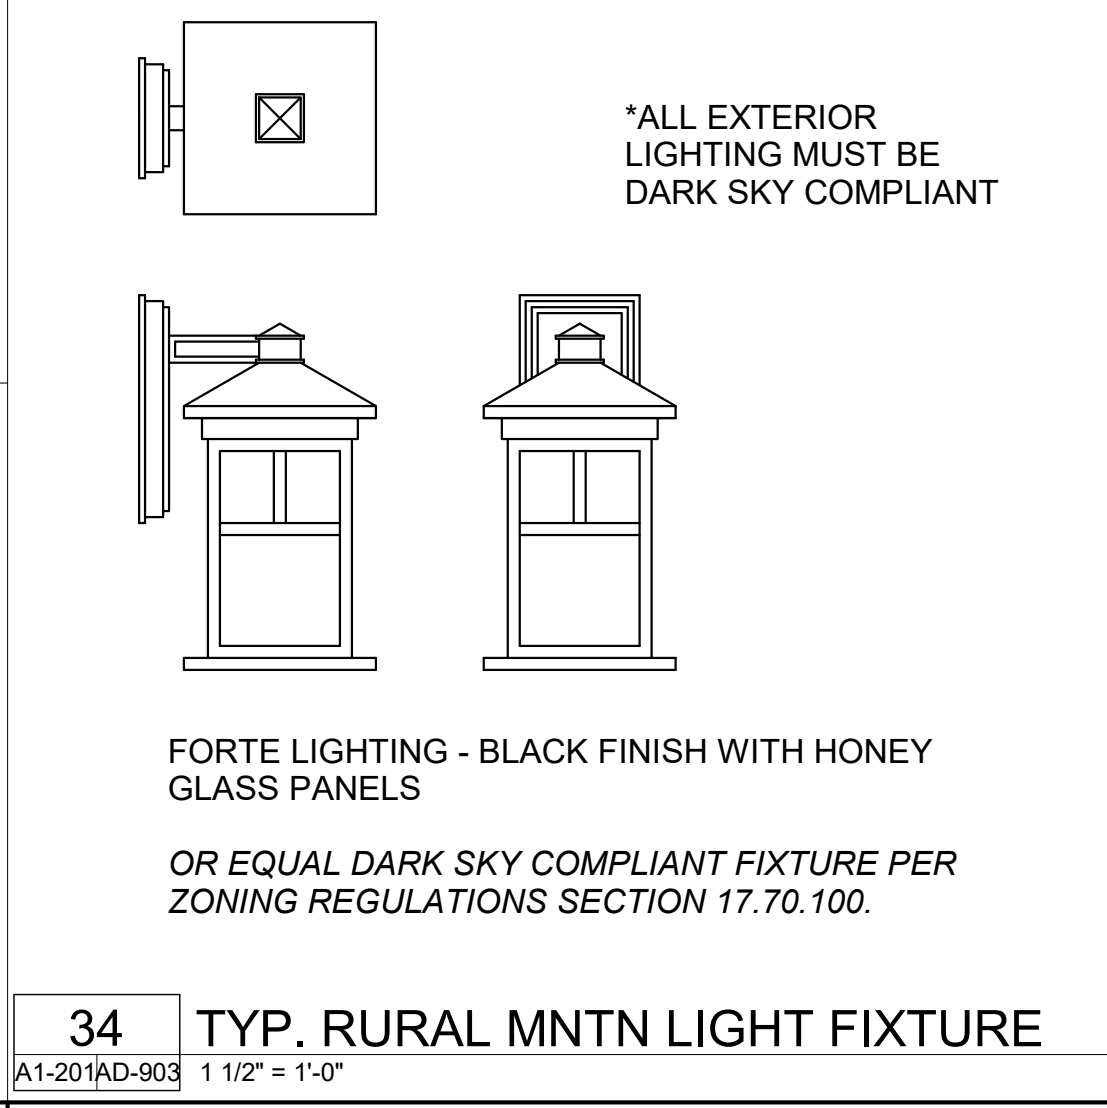 *ALL EXTERIOR
LIGHTING MUST BE
DARK SKY COMPLIANT
FORTE LIGHTING - BLACK FINISH WITH HONEY
GLASS PANELS
OR EQUAL DARK SKY COMPLIANT FIXTURE PER
ZONING REGULATIONS SECTION 17.70.100.
34 TYP. RURAL MNTN LIGHT FIXTURE
A1-201 AD-903 1 1/2" = 1'-0"